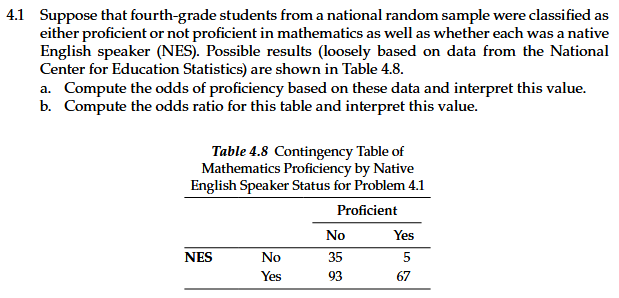 4.1 Suppose that fourth-grade students from a national random sample were classified as
either proficient or not proficient in mathematics as well as whether each was a native
English speaker (NES). Possible results (loosely based on data from the National
Center for Education Statistics) are shown in Table 4.8.
a. Compute the odds of proficiency based on these data and interpret this value.
b. Compute the odds ratio for this table and interpret this value.
Table 4.8 Contingency Table of
Mathematics Proficiency by Native
English Speaker Status for Problem 4.1
Proficient
No Yes
NES No 35 5
Yes 93 67